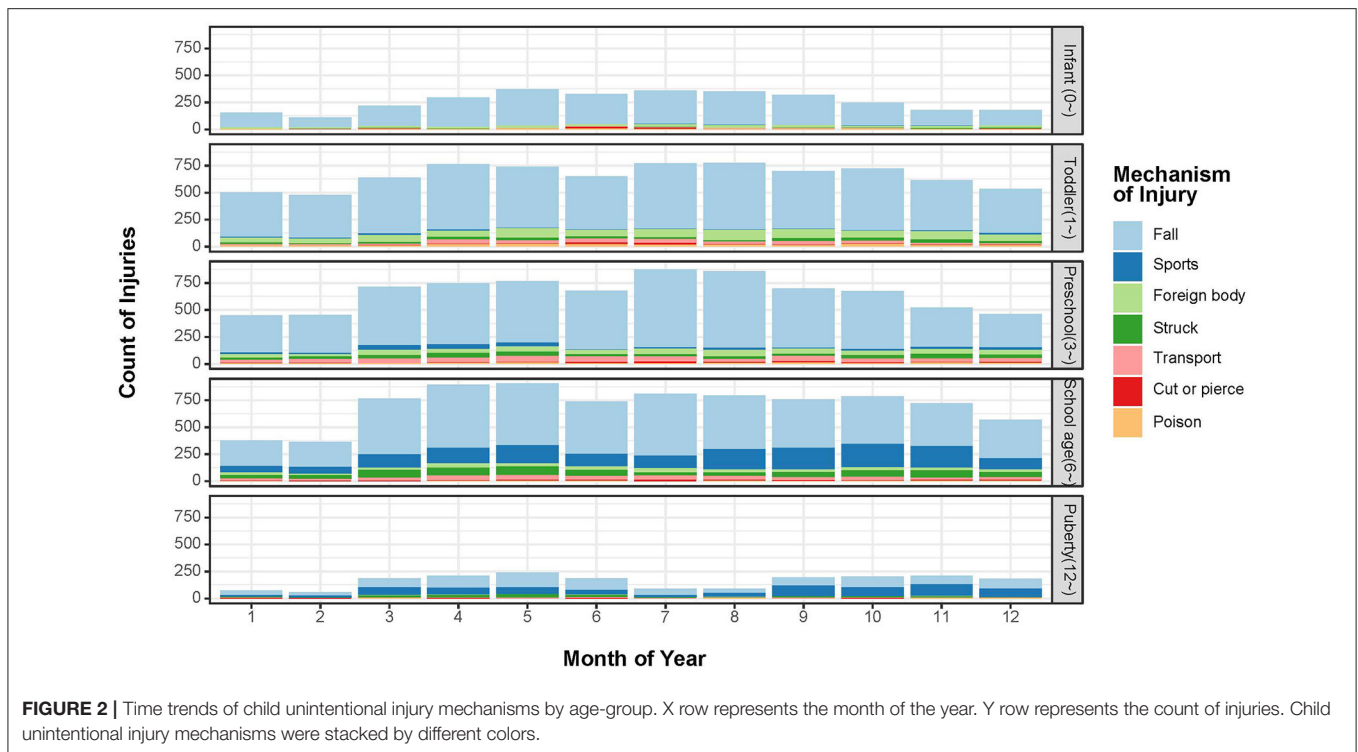 Count of Injuries
750
500
250
0
Infant (0~)
750
500
250
0
Toddler(1~)
750
500
250
0
Preschool(3~)
750
500
250
0
School age(6~)
750
500
250
0
Puberty(12~)
1 2 3 4 5 6 7 8 9 10 11 12
Month of Year
Mechanism
of Injury
Fall
Sports
Foreign body
Struck
Transport
Cut or pierce
Poison
FIGURE 2 | Time trends of child unintentional injury mechanisms by age-group. X row represents the month of the year. Y row represents the count of injuries. Child
unintentional injury mechanisms were stacked by different colors.